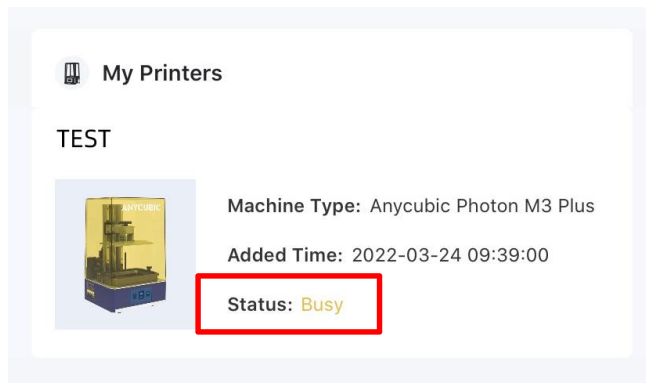 My Printers
TEST
ANYCUBIC
Machine Type: Anycubic Photon M3 Plus
Added Time: 2022-03-24 09:39:00
Status: Busy